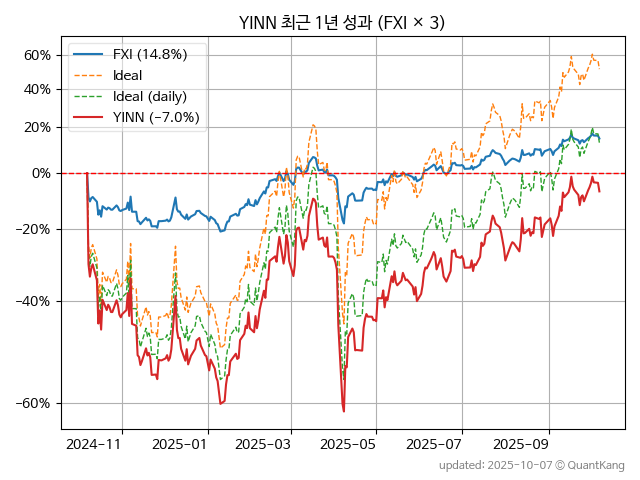 YINN 최근 1년 성과 (FXI × 3)
60%
40%
20%
0%
−20%
−40%
−60%
FXI (14.8%)
Ideal
Ideal (daily)
YINN (−7.0%)
2024−11
2025−01
2025−03
2025−05
2025−07
2025−09
updated: 2025-10-07 © QuantKang